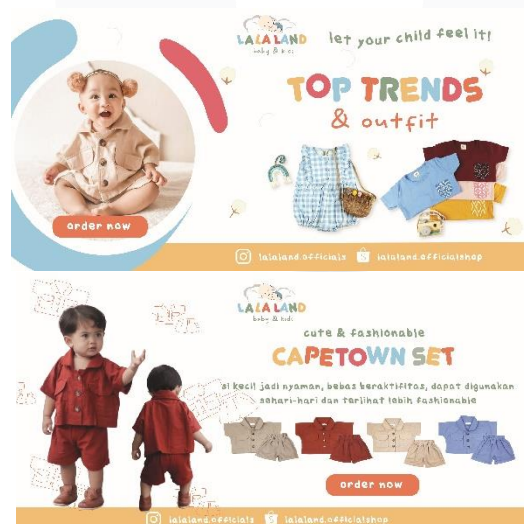 LALA LAND
baby & kids
let your child feel it!
TOP TRENDS
& outfit
order now
lalaland.officials
lalaland.officialshop
LALA LAND
baby & kids
cute & fashionable
CAPETOWN SET
si kecil jadi nyaman, bebas beraktifitas, dapat digunakan
sehari-hari dan terlihat lebih fashionable
order now
lalaland.officials
lalaland.officialshop